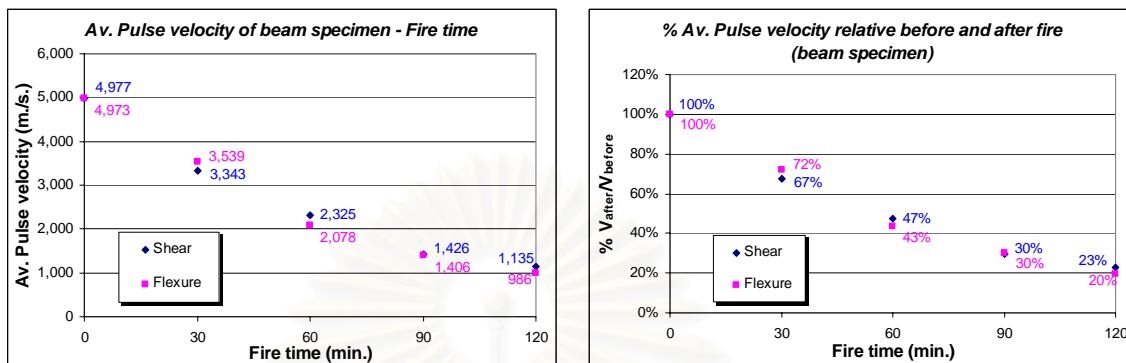 Av. Pulse velocity of beam specimen - Fire time
Av. Pulse velocity (m./s.)
6,000
5,000
4,000
3,000
2,000
1,000
0
4,977
4,973
3,539
3,343
2,325
2,078
1,426
1,406
1,135
986
Shear
Flexure
0 30 60 90 120
Fire time (min.)
% Av. Pulse velocity relative before and after fire
(beam specimen)
% Vafter/Vbefore
120%
100%
80%
60%
40%
20%
0%
100%
100%
72%
67%
47%
43%
30%
30%
23%
20%
Shear
Flexure
0 30 60 90 120
Fire time (min.)